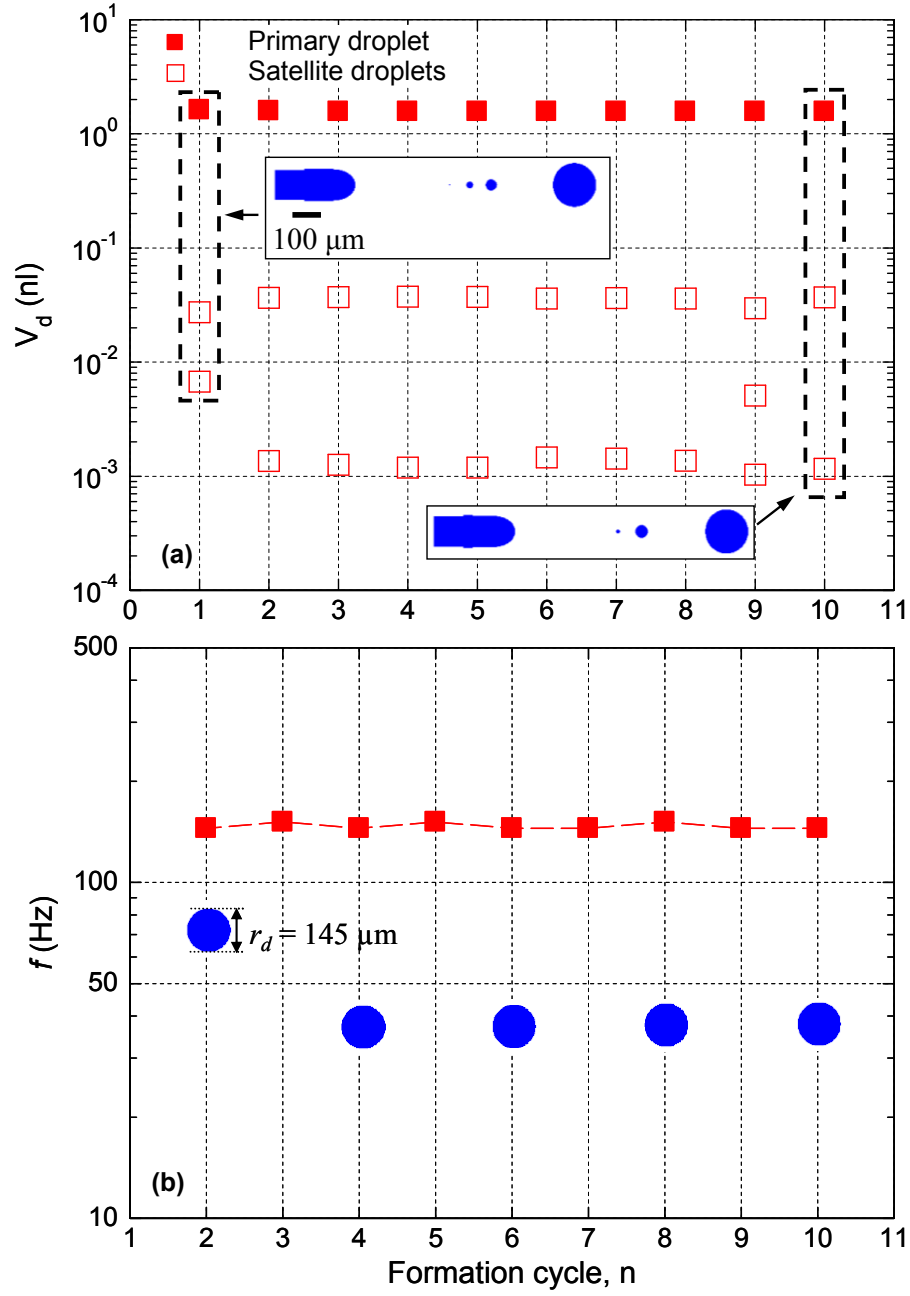 10^1
Primary droplet
Satellite droplets
10^0
100 μm
10^-1
V_d (nl)
10^-2
10^-3
(a)
10^-4
0 1 2 3 4 5 6 7 8 9 10 11
500
100
r_d = 145 μm
f (Hz)
50
(b)
10
1 2 3 4 5 6 7 8 9 10 11
Formation cycle, n